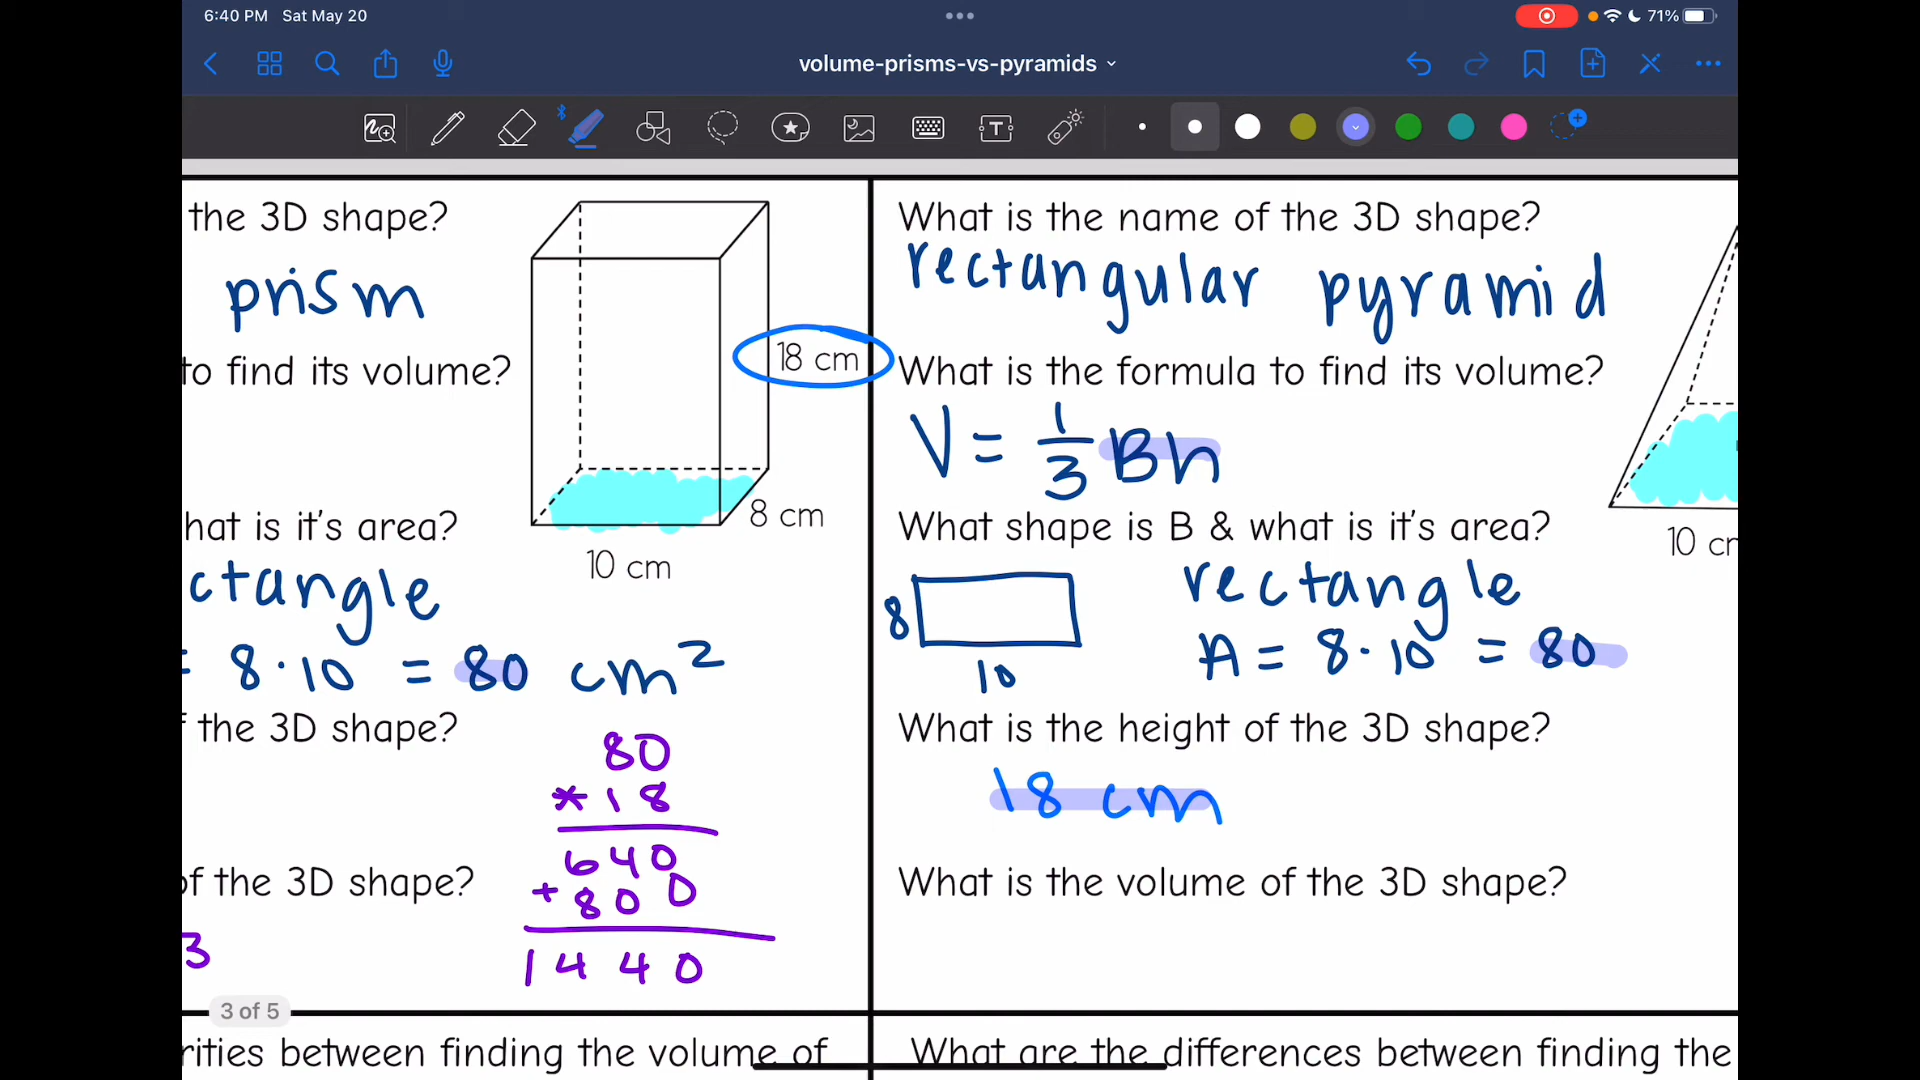 6:40 PM Sat May 20
71%
volume-prisms-vs-pyramids
the 3D shape?
prism
to find its volume?
18 cm
8 cm
10 cm
hat is it's area?
ctangle
= 8 · 10 = 80 cm²
the 3D shape?
80
* 18
640
+ 800
1440
of the 3D shape?
3
3 of 5
rities between finding the volume of
What is the name of the 3D shape?
rectangular pyramid
What is the formula to find its volume?
V = 1/3 Bh
What shape is B & what is it's area?
10 cm
8
10
rectangle
A = 8 · 10 = 80
What is the height of the 3D shape?
18 cm
What is the volume of the 3D shape?
What are the differences between finding the